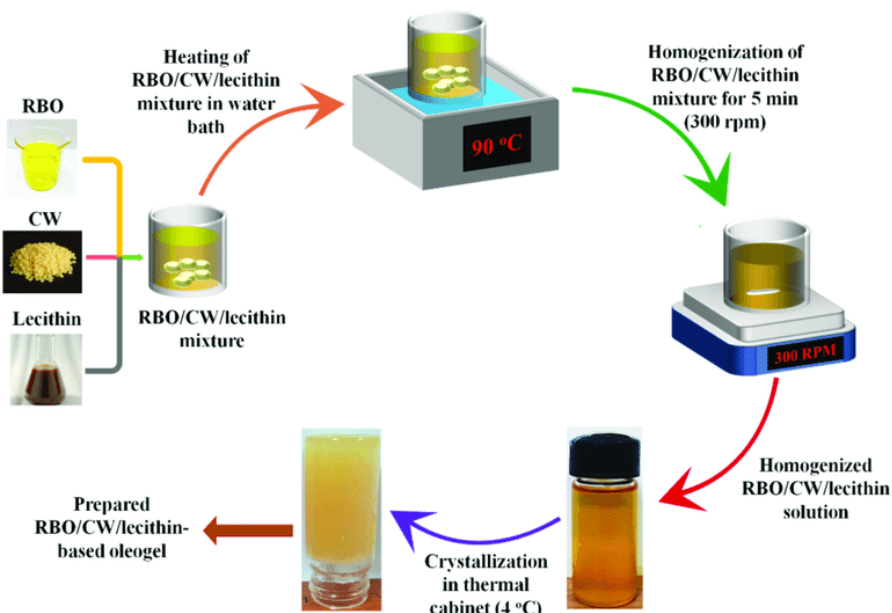 Heating of
RBO/CW/lecithin
mixture in water
bath
Homogenization of
RBO/CW/lecithin
mixture for 5 min
(300 rpm)
RBO
90 °C
CW
Lecithin
RBO/CW/lecithin
mixture
300 RPM
Homogenized
RBO/CW/lecithin
solution
Crystallization
in thermal
cabinet (4 °C)
Prepared
RBO/CW/lecithin-
based oleogel